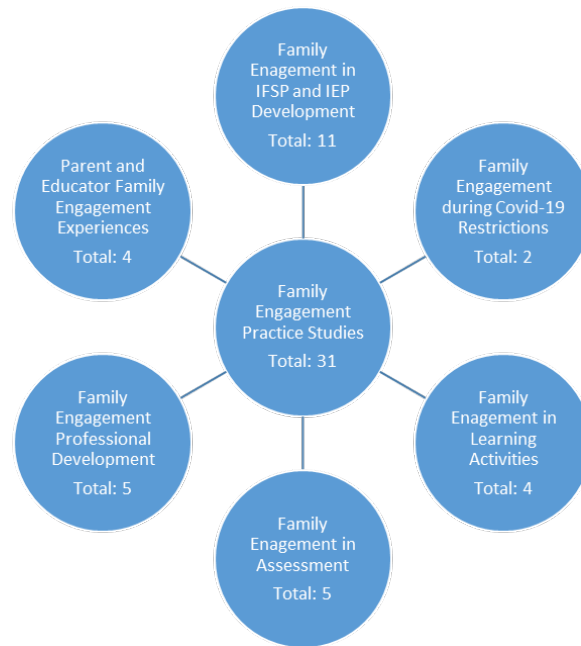 Family
Enagement in
IFSP and IEP
Development
Total: 11
Parent and
Educator Family
Engagement
Experiences
Total: 4
Family
Engagement
during Covid-19
Restrictions
Total: 2
Family
Engagement
Practice Studies
Total: 31
Family
Engagement
Professional
Development
Total: 5
Family
Enagement in
Learning
Activities
Total: 4
Family
Enagement in
Assessment
Total: 5